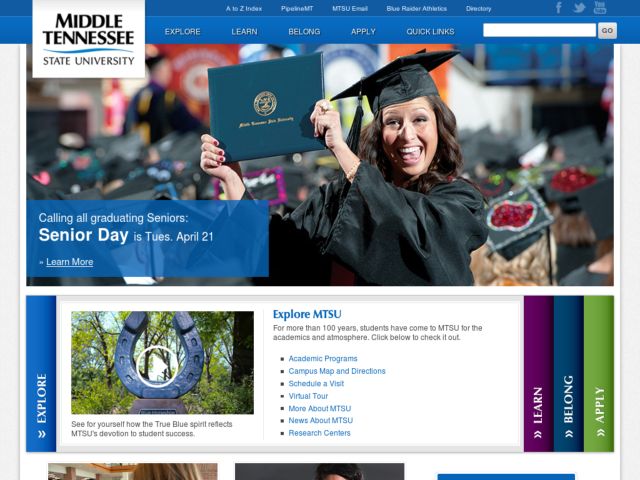 MIDDLE
TENNESSEE
STATE UNIVERSITY
A to Z Index PipelineMT MTSU Email Blue Raider Athletics Directory
EXPLORE LEARN BELONG APPLY QUICK LINKS
GO
Middle Tennessee State University
Calling all graduating Seniors:
Senior Day is Tues. April 21
» Learn More
» EXPLORE
See for yourself how the True Blue spirit reflects
MTSU's devotion to student success.
Explore MTSU
For more than 100 years, students have come to MTSU for the
academics and atmosphere. Click below to check it out.
Academic Programs
Campus Map and Directions
Schedule a Visit
Virtual Tour
More About MTSU
News About MTSU
Research Centers
» LEARN
» BELONG
» APPLY